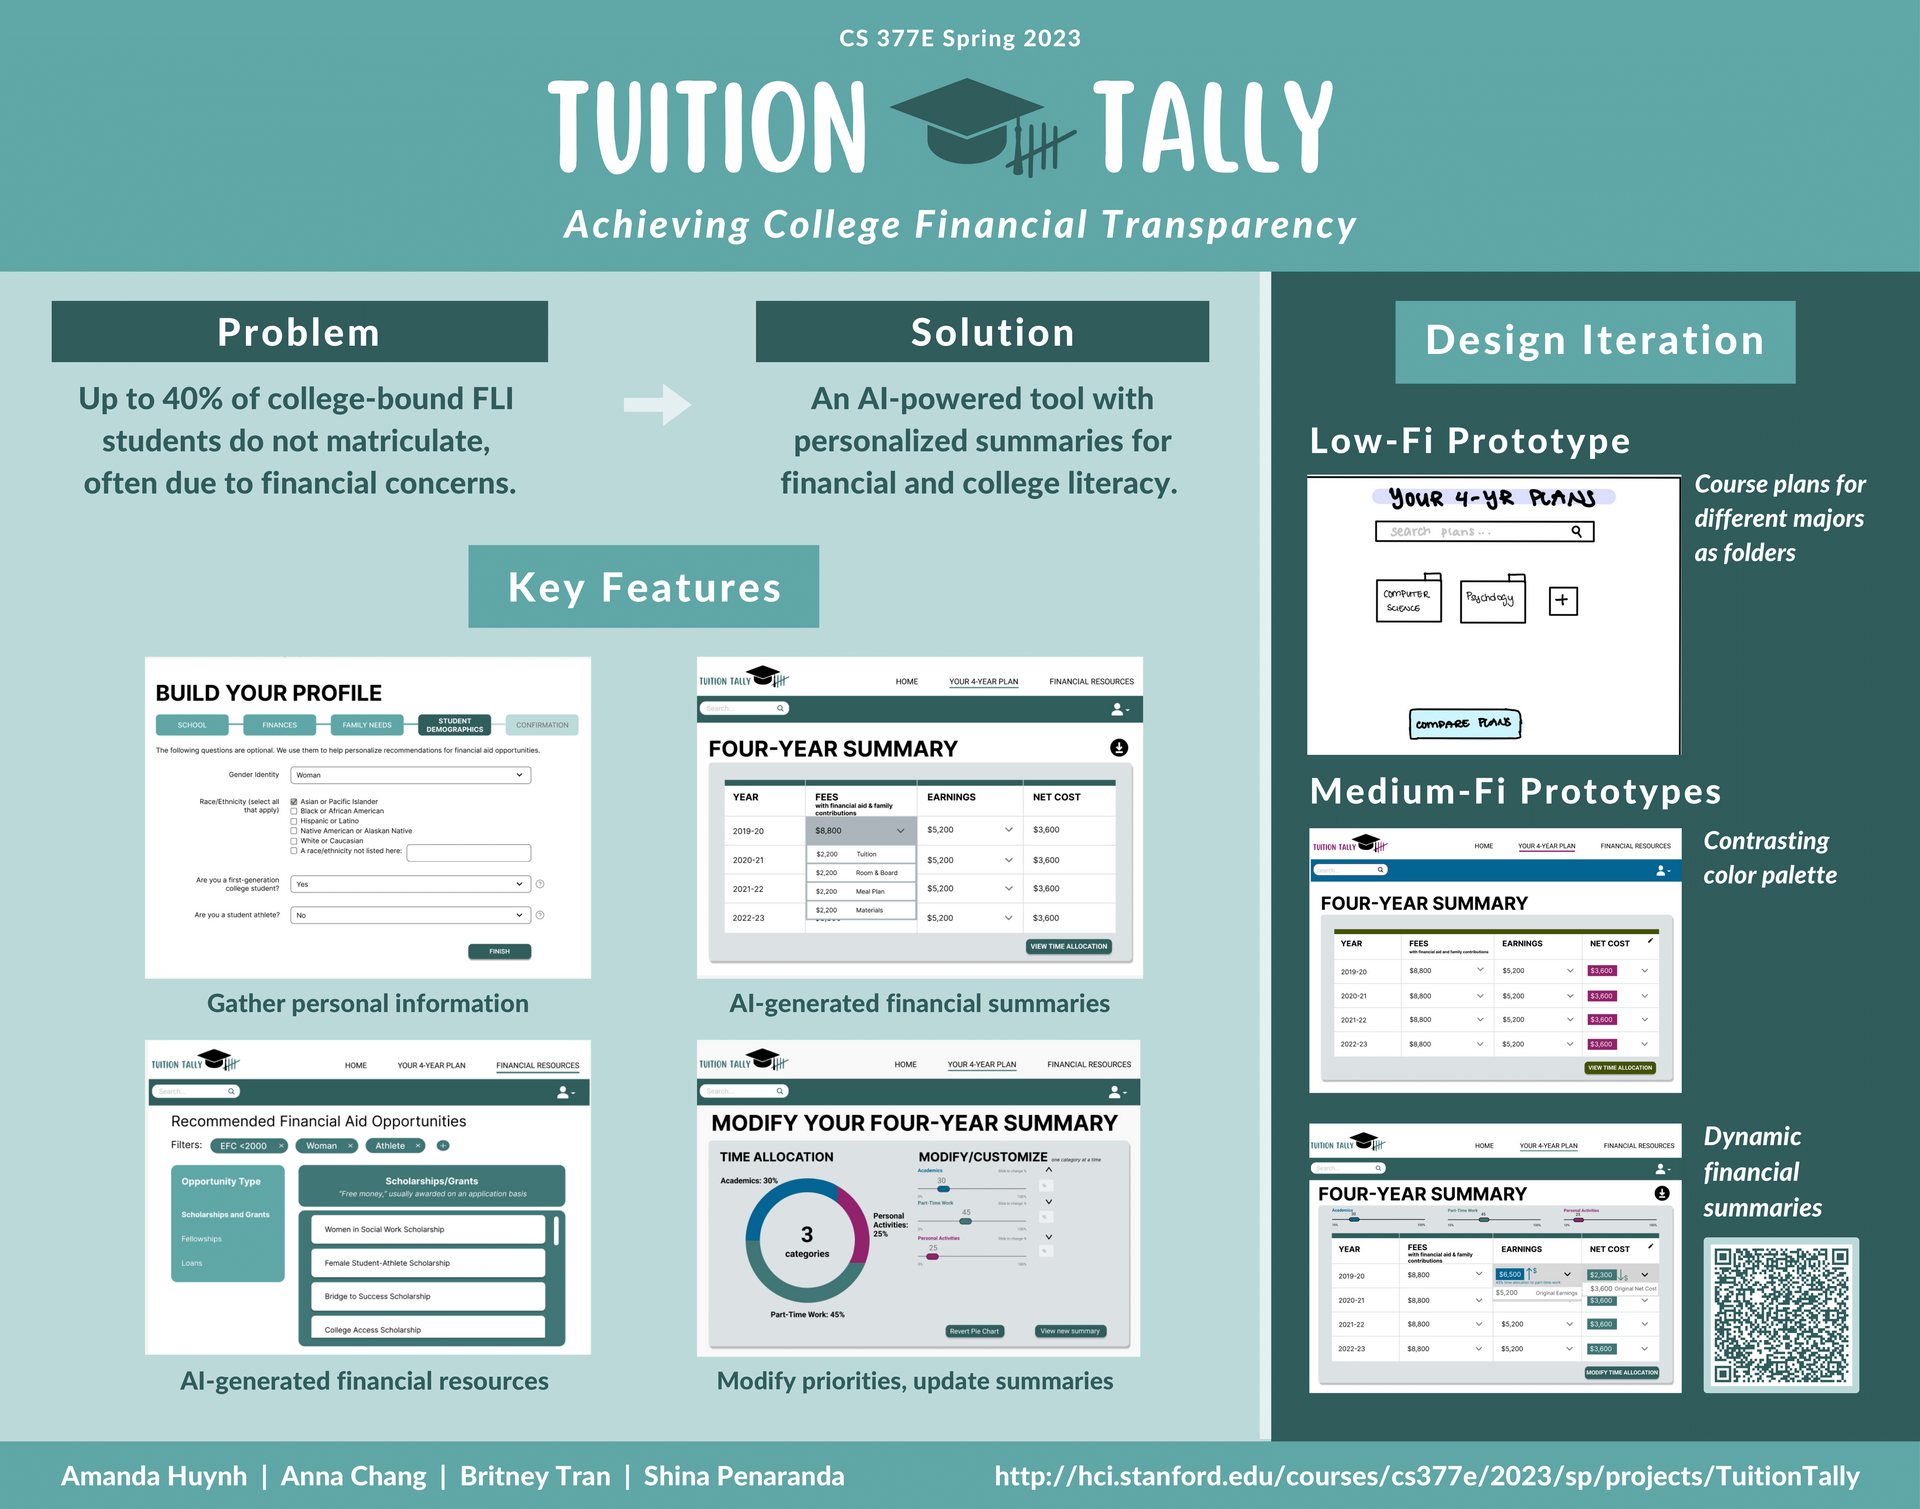 CS 377E Spring 2023
TUITION TALLY
Achieving College Financial Transparency
Problem
Up to 40% of college-bound FLI
students do not matriculate,
often due to financial concerns.
Solution
An AI-powered tool with
personalized summaries for
financial and college literacy.
Key Features
BUILD YOUR PROFILE
SCHOOL
FINANCES
FAMILY NEEDS
STUDENT
DEMOGRAPHICS
CONFIRMATION
The following questions are optional. We use them to help personalize recommendations for financial aid opportunities.
Gender Identity
Woman
Race/Ethnicity (select all
that apply)
Asian or Pacific Islander
Black or African American
Hispanic or Latino
Native American or Alaskan Native
White or Caucasian
A race/ethnicity not listed here:
Are you a first-generation
college student?
Yes
Are you a student athlete?
No
FINISH
Gather personal information
TUITION TALLY
HOME
YOUR 4-YEAR PLAN
FINANCIAL RESOURCES
Search...
FOUR-YEAR SUMMARY
YEAR
FEES
with financial aid & family
contributions
EARNINGS
NET COST
2019-20
$8,800
$5,200
$3,600
$2,200 Tuition
2020-21
$5,200
$3,600
$2,200 Room & Board
2021-22
$5,200
$3,600
$2,200 Meal Plan
$2,200 Materials
2022-23
$5,200
$3,600
VIEW TIME ALLOCATION
AI-generated financial summaries
TUITION TALLY
HOME
YOUR 4-YEAR PLAN
FINANCIAL RESOURCES
Search...
Recommended Financial Aid Opportunities
Filters:
EFC <2000 ×
Woman ×
Athlete ×
+
Opportunity Type
Scholarships and Grants
Fellowships
Loans
Scholarships/Grants
"Free money," usually awarded on an application basis
Women in Social Work Scholarship
Female Student-Athlete Scholarship
Bridge to Success Scholarship
College Access Scholarship
AI-generated financial resources
TUITION TALLY
HOME
YOUR 4-YEAR PLAN
FINANCIAL RESOURCES
Search...
MODIFY YOUR FOUR-YEAR SUMMARY
TIME ALLOCATION
Academics: 30%
3
categories
Personal
Activities:
25%
Part-Time Work: 45%
MODIFY/CUSTOMIZE one category at a time
Academics
30
Part-Time Work
45
Personal Activities
25
Revert Pie Chart
View new summary
Modify priorities, update summaries
Design Iteration
Low-Fi Prototype
YOUR 4-YR PLANS
search plans...
COMPUTER
SCIENCE
Psychology
+
COMPARE PLANS
Course plans for
different majors
as folders
Medium-Fi Prototypes
TUITION TALLY
HOME
YOUR 4-YEAR PLAN
FINANCIAL RESOURCES
Search...
FOUR-YEAR SUMMARY
YEAR
FEES
with financial aid and family contributions
EARNINGS
NET COST
2019-20
$8,800
$5,200
$3,600
2020-21
$8,800
$5,200
$3,600
2021-22
$8,800
$5,200
$3,600
2022-23
$8,800
$5,200
$3,600
VIEW TIME ALLOCATION
Contrasting
color palette
TUITION TALLY
HOME
YOUR 4-YEAR PLAN
FINANCIAL RESOURCES
Search...
FOUR-YEAR SUMMARY
Academics
30
Part-Time Work
45
Personal Activities
25
YEAR
FEES
with financial aid & family
contributions
EARNINGS
NET COST
2019-20
$8,800
$6,500
$2,300
$5,200 Original Earnings
$3,600 Original Net Cost
2020-21
$8,800
$3,600
2021-22
$8,800
$5,200
$3,600
2022-23
$8,800
$5,200
$3,600
MODIFY TIME ALLOCATION
Dynamic
financial
summaries
Amanda Huynh | Anna Chang | Britney Tran | Shina Penaranda
http://hci.stanford.edu/courses/cs377e/2023/sp/projects/TuitionTally